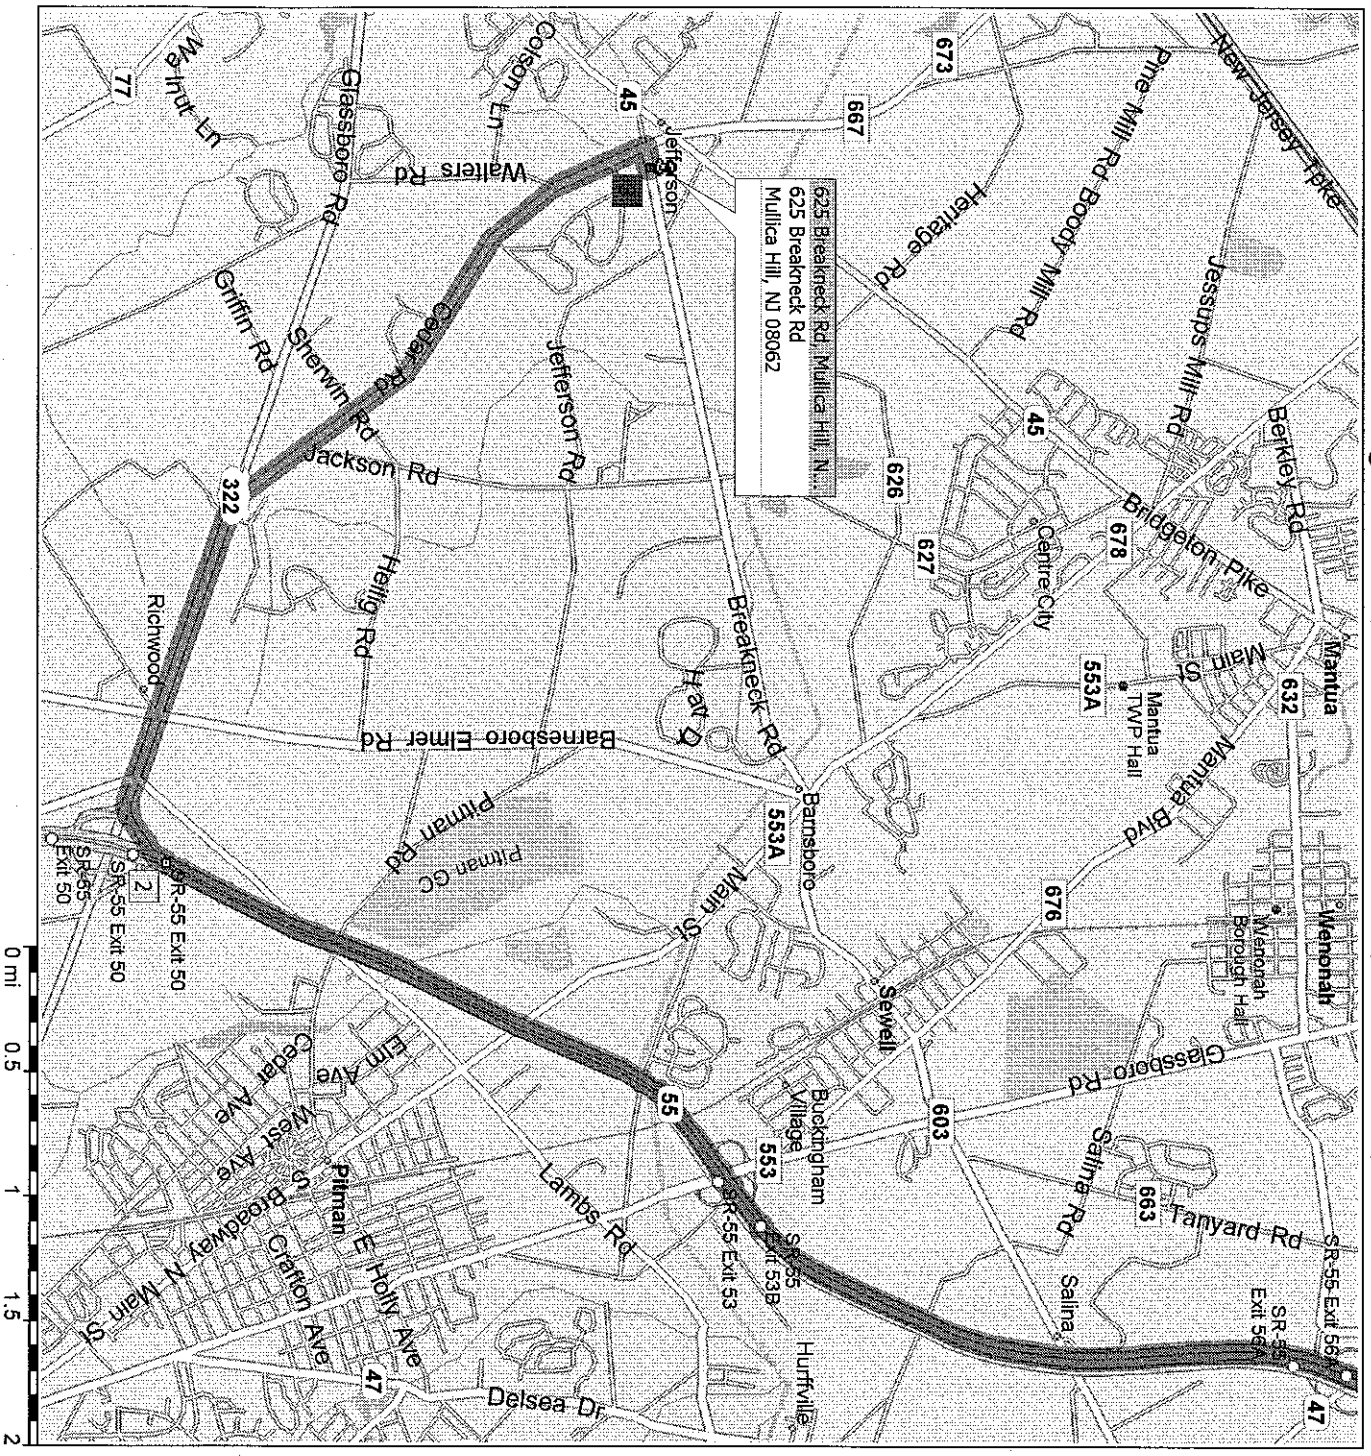 New Jersey Tpke
673
667
Pine Mill Rd
Boody Mill Rd
Jessups Mill Rd
Heritage Rd
Colson Ln
45
Jefferson
Wa lnut Ln
77
Glassboro Rd
Walters Rd
625 Breakneck Rd, Mullica Hill, N...
625 Breakneck Rd
Mullica Hill, NJ 08062
Griffin Rd
Sherwin Rd
Cedar Rd
Jefferson Rd
Jackson Rd
322
626
627
45
678
Bridgeton Pike
Berkley Rd
Centre City
Heilig Rd
Richwood
Breakneck Rd
Barnesboro Elmer Rd
553A
Main St
Mantua
Mantua
TWP Hall
632
Mantua Blvd
Pitman Rd
Pitman GC
553A
Barnsboro
Main St
676
Wenonah
Wenonah
Borough Hall
Sewell
Glassboro Rd
SR-55
Exit 50
SR-55 Exit 50
2
SR-55 Exit 50
Elm Ave
Cedar Ave
West Ave
55
Buckingham
Village
553
603
Salina Rd
663
Tanyard Rd
SR-55 Exit 53
SR-55
Exit 53B
Lambs Rd
Pitman
S Broadway
N Main St
E Holly Ave
Crafton Ave
47
Delsea Dr
Hurffville
Salina
SR-55
Exit 56A
47
0 mi
0.5
1
1.5
2